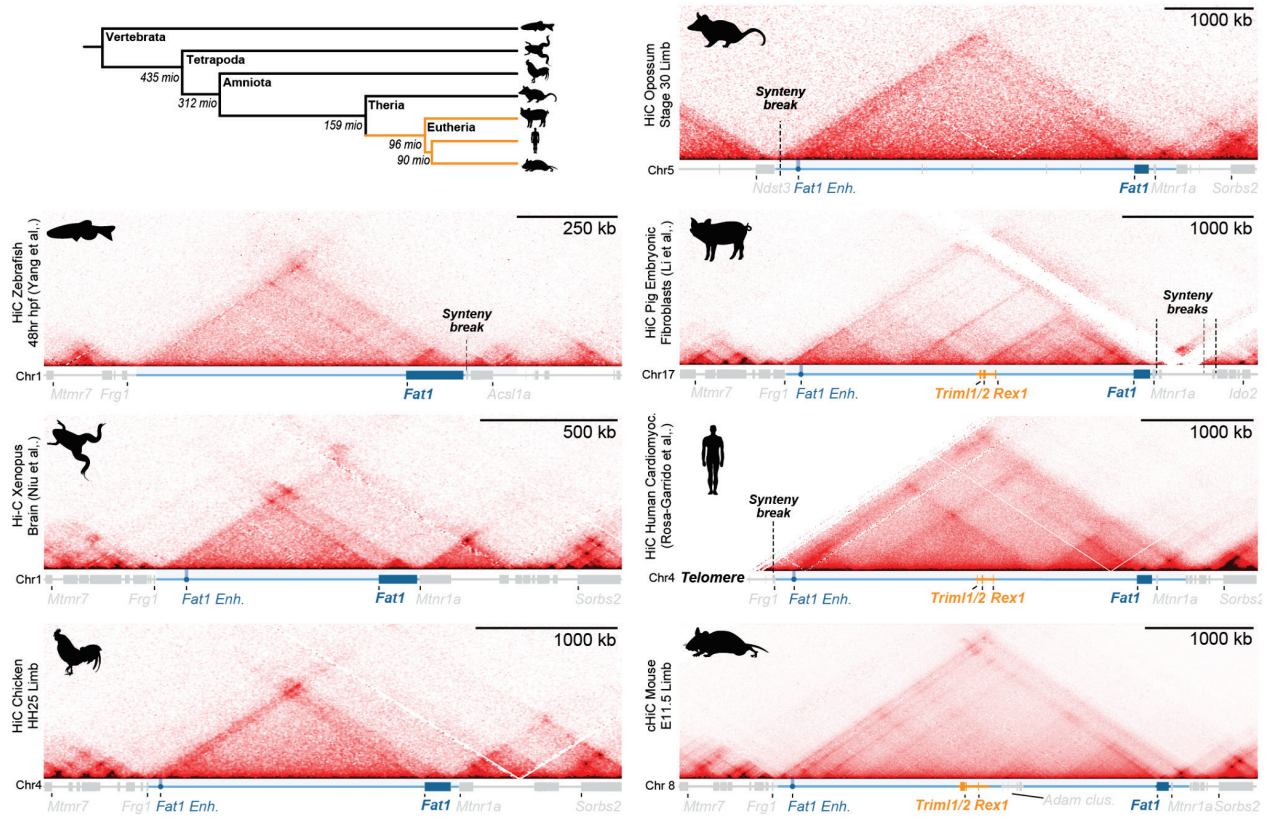 Vertebrata
Tetrapoda
435 mio
Amniota
312 mio
Theria
159 mio
Eutheria
96 mio
90 mio
HiC Opossum
Stage 30 Limb
1000 kb
Synteny
break
Chr5
Ndst3 Fat1 Enh. Fat1 Mtnr1a Sorbs2
HiC Zebrafish
48hr hpf (Yang et al,.)
250 kb
Synteny
break
Chr1
Mtmr7 Frg1 Fat1 Acsl1a
HiC Pig Embryonic
Fibroblasts (Li et al,.)
1000 kb
Synteny
breaks
Chr17
Mtmr7 Frg1 Fat1 Enh. Triml1/2 Rex1 Fat1 Mtnr1a Ido2
Hi-C Xenopus
Brain (Niu et al,.)
500 kb
Chr1
Mtmr7 Frg1 Fat1 Enh. Fat1 Mtnr1a Sorbs2
HiC Human Cardiomyoc.
(Rosa-Garrido et al,.)
1000 kb
Synteny
break
Chr4 Telomere
Frg1 Fat1 Enh. Triml1/2 Rex1 Fat1 Mtnr1a Sorbs2
HiC Chicken
HH25 Limb
1000 kb
Chr4
Mtmr7 Frg1 Fat1 Enh. Fat1 Mtnr1a Sorbs2
cHiC Mouse
E11.5 Limb
1000 kb
Chr 8
Mtmr7 Frg1 Fat1 Enh. Triml1/2 Rex1 Adam clus. Fat1 Mtnr1a Sorbs2